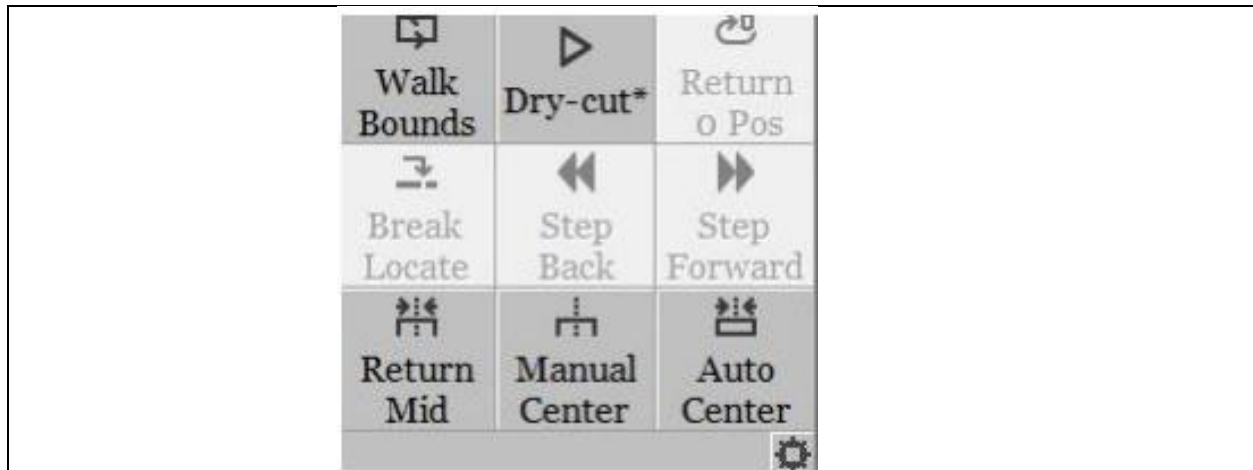 Walk
Bounds
Dry-cut*
Return
0 Pos
Break
Locate
Step
Back
Step
Forward
Return
Mid
Manual
Center
Auto
Center